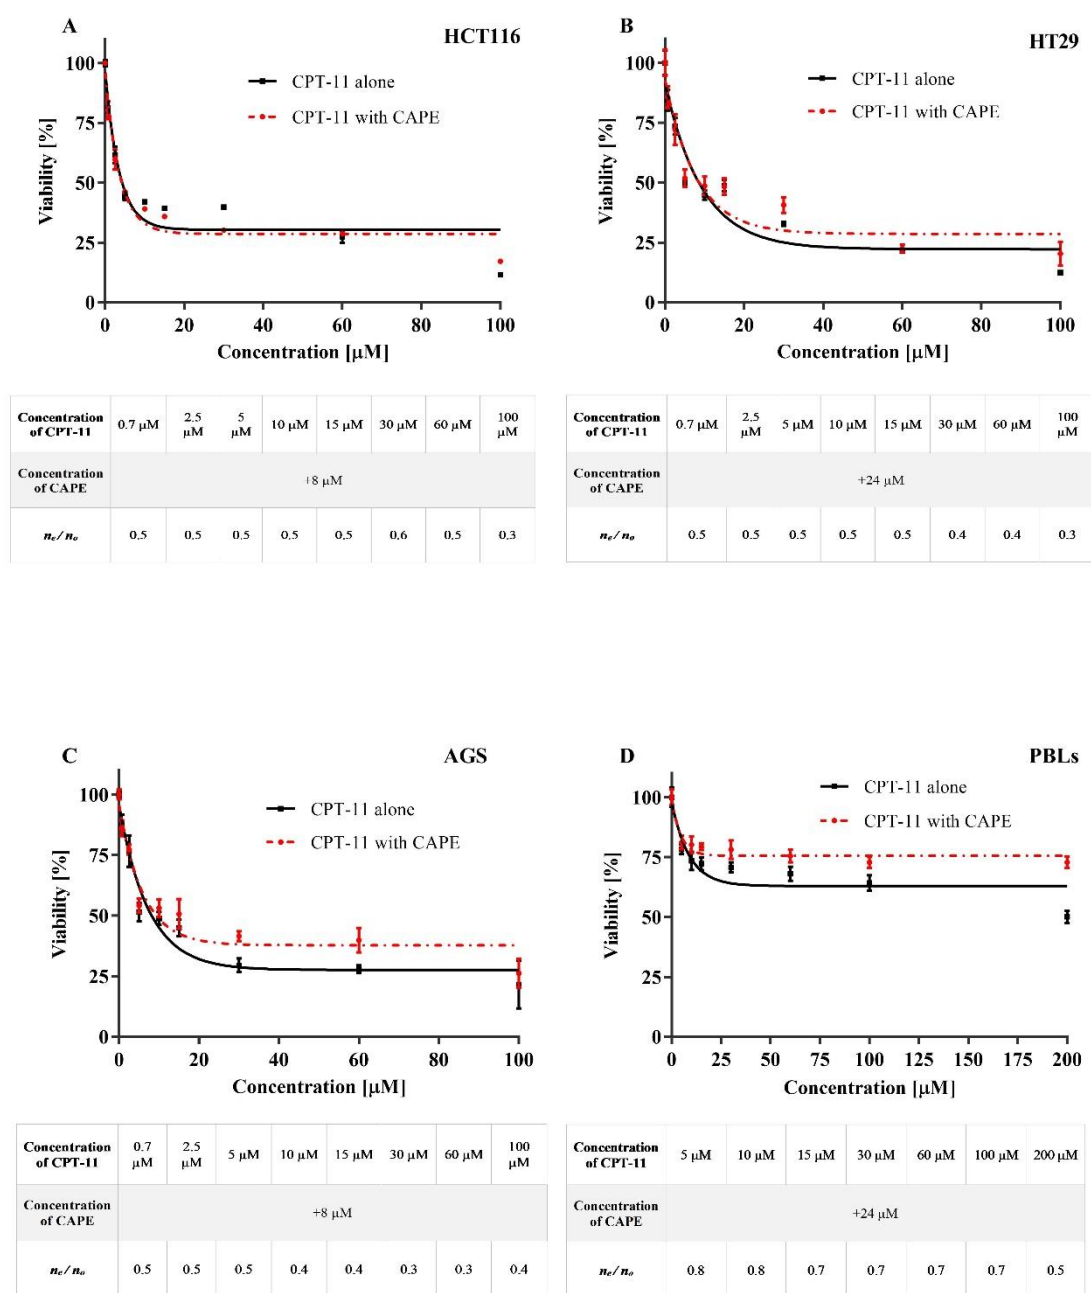 A
HCT116
100
75
50
25
0
Viability [%]
CPT-11 alone
CPT-11 with CAPE
0 20 40 60 80 100
Concentration [μM]
Concentration of CPT-11 0.7 μM 2.5 μM 5 μM 10 μM 15 μM 30 μM 60 μM 100 μM
Concentration of CAPE +8 μM
nₑ / nₒ 0.5 0.5 0.5 0.5 0.5 0.6 0.5 0.3
B
HT29
100
75
50
25
0
Viability [%]
CPT-11 alone
CPT-11 with CAPE
0 20 40 60 80 100
Concentration [μM]
Concentration of CPT-11 0.7 μM 2.5 μM 5 μM 10 μM 15 μM 30 μM 60 μM 100 μM
Concentration of CAPE +24 μM
nₑ / nₒ 0.5 0.5 0.5 0.5 0.5 0.4 0.4 0.3
C
AGS
100
75
50
25
0
Viability [%]
CPT-11 alone
CPT-11 with CAPE
0 20 40 60 80 100
Concentration [μM]
Concentration of CPT-11 0.7 μM 2.5 μM 5 μM 10 μM 15 μM 30 μM 60 μM 100 μM
Concentration of CAPE +8 μM
nₑ / nₒ 0.5 0.5 0.5 0.4 0.4 0.3 0.3 0.4
D
PBLs
100
75
50
25
0
Viability [%]
CPT-11 alone
CPT-11 with CAPE
0 25 50 75 100 125 150 175 200
Concentration [μM]
Concentration of CPT-11 5 μM 10 μM 15 μM 30 μM 60 μM 100 μM 200 μM
Concentration of CAPE +24 μM
nₑ / nₒ 0.8 0.8 0.7 0.7 0.7 0.7 0.5